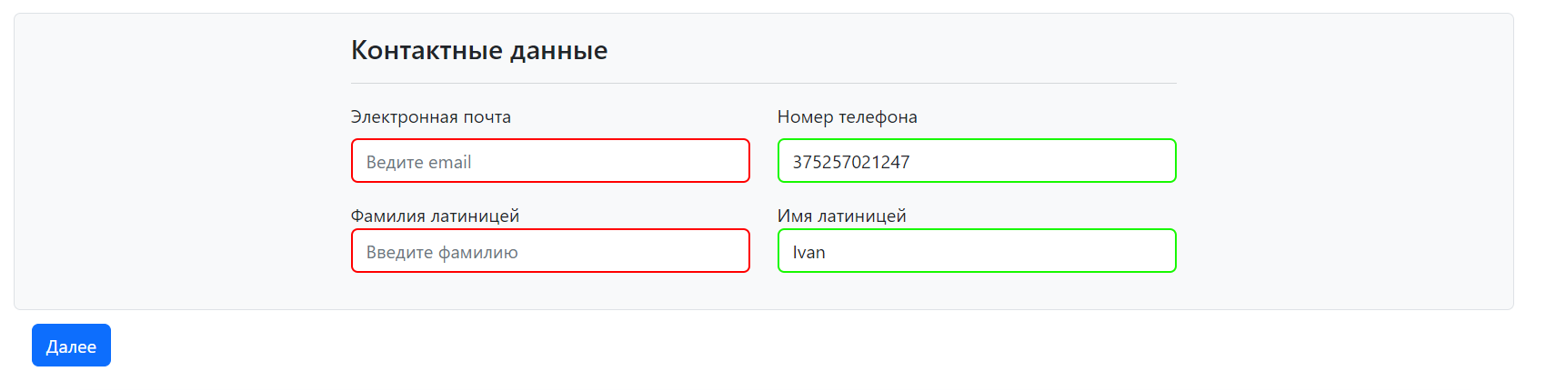 Контактные данные
Электронная почта
Номер телефона
Ведите email
375257021247
Фамилия латиницей
Имя латиницей
Введите фамилию
Ivan
Далее